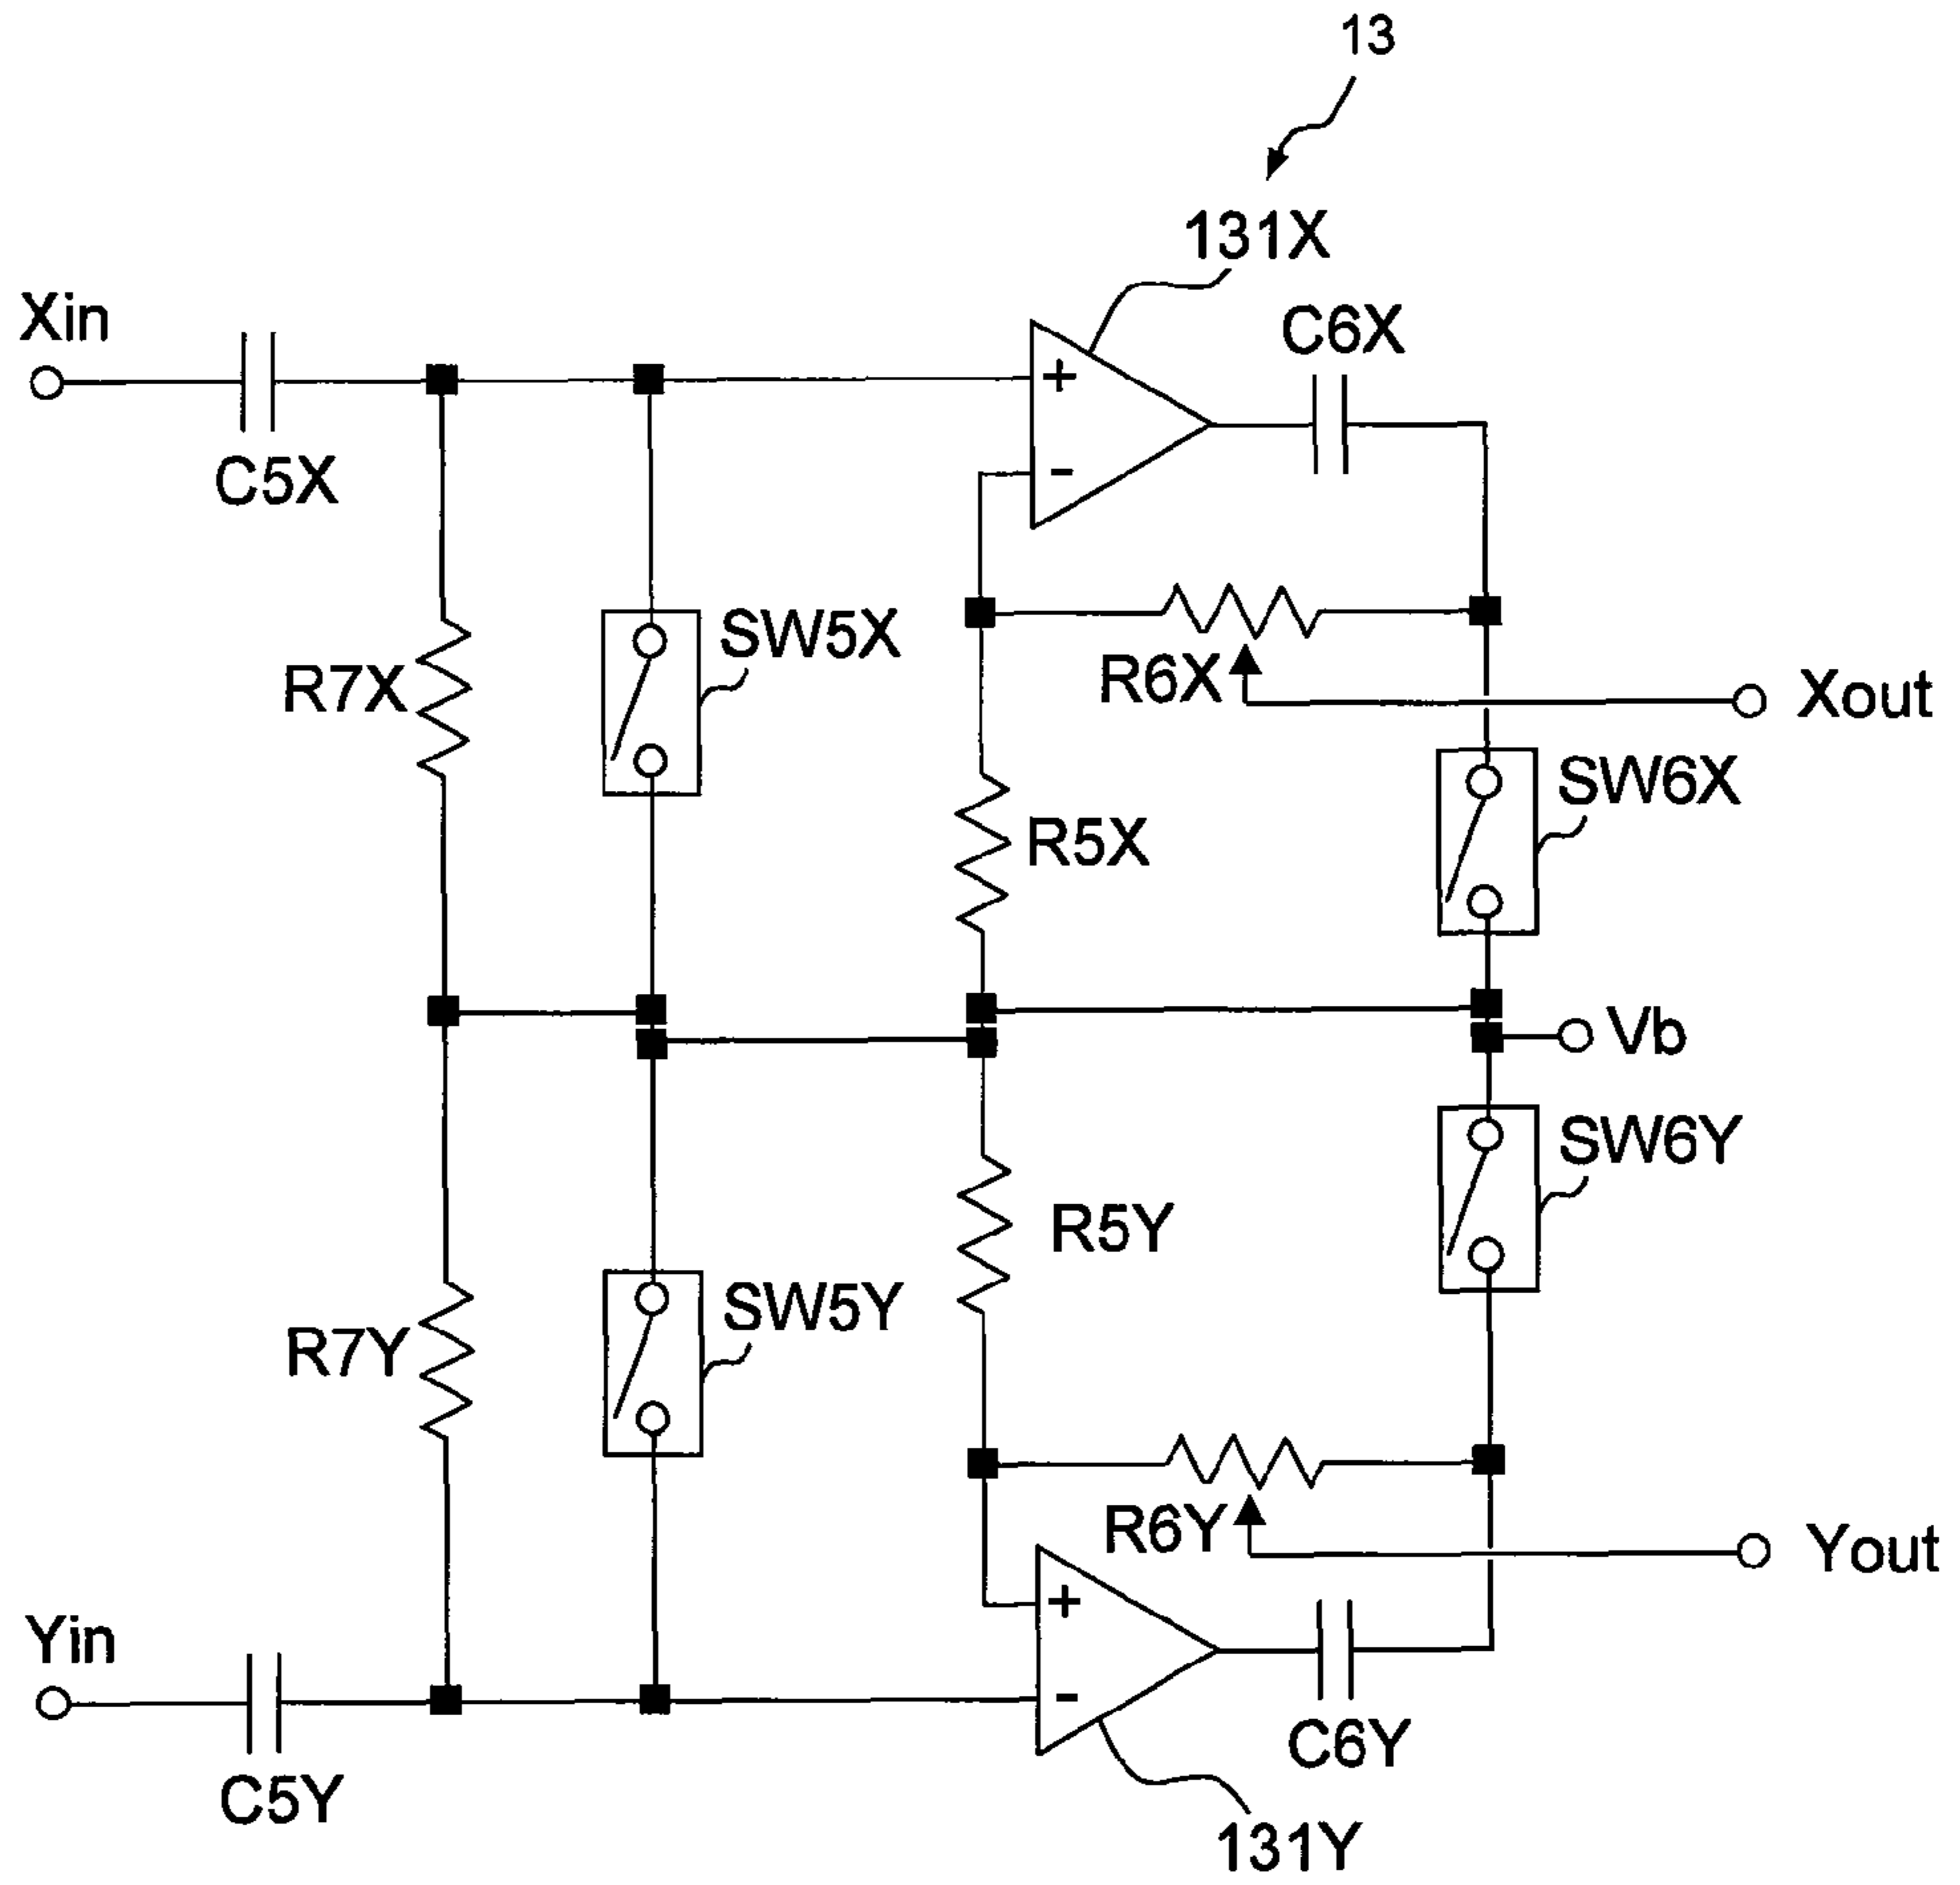 13
131X
Xin
C6X
+
C5X
-
SW5X
R7X
R6X
Xout
SW6X
R5X
Vb
SW6Y
R5Y
SW5Y
R7Y
R6Y
Yout
+
Yin
-
C6Y
C5Y
131Y